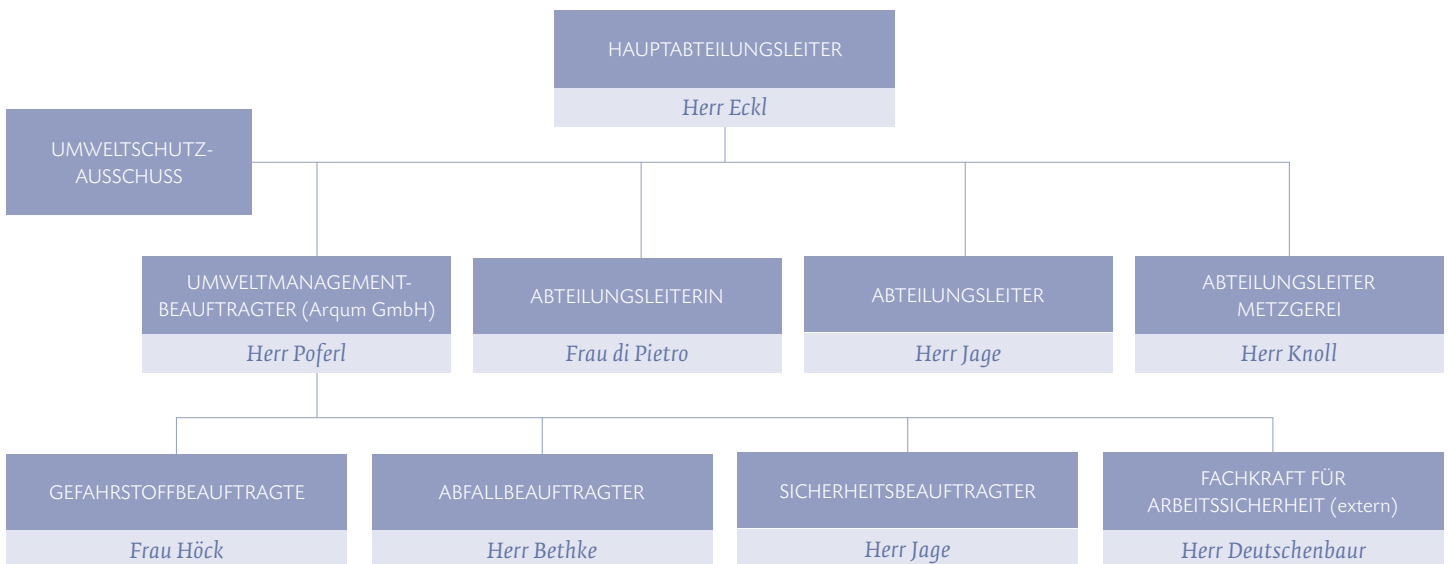 HAUPTABTEILUNGSLEITER
Herr Eckl
UMWELTSCHUTZ-
AUSSCHUSS
UMWELTMANAGEMENT-
BEAUFTRAGTER (Arqum GmbH)
Herr Poferl
ABTEILUNGSLEITERIN
Frau di Pietro
ABTEILUNGSLEITER
Herr Jage
ABTEILUNGSLEITER
METZGEREI
Herr Knoll
GEFAHRSTOFFBEAUFTRAGTE
Frau Höck
ABFALLBEAUFTRAGTER
Herr Bethke
SICHERHEITSBEAUFTRAGTER
Herr Jage
FACHKRAFT FÜR
ARBEITSSICHERHEIT (extern)
Herr Deutschenbaur